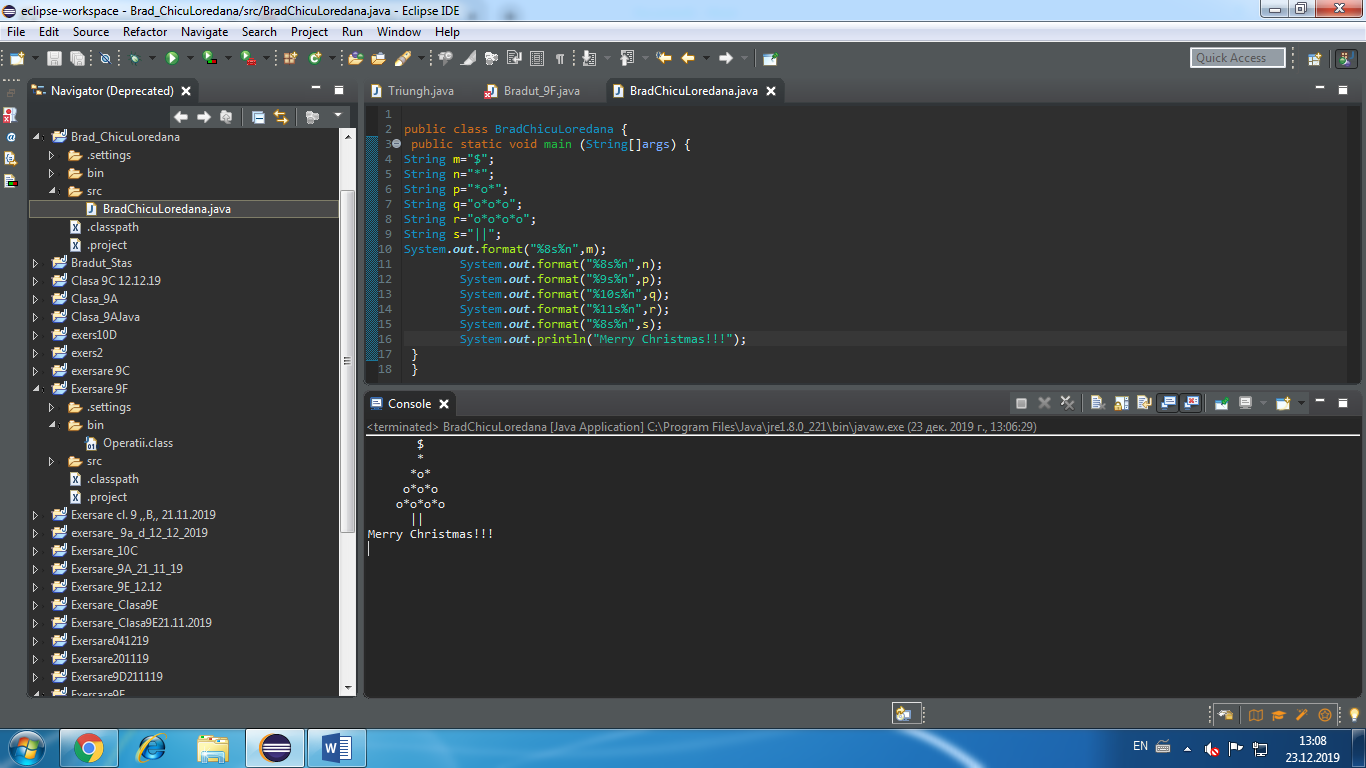 eclipse-workspace - Brad_ChicuLoredana/src/BradChicuLoredana.java - Eclipse IDE
File Edit Source Refactor Navigate Search Project Run Window Help
Quick Access
Navigator (Deprecated)
Brad_ChicuLoredana
.settings
bin
src
BradChicuLoredana.java
.classpath
.project
Bradut_Stas
Clasa 9C 12.12.19
Clasa_9A
Clasa_9AJava
exers10D
exers2
exersare 9C
Exersare 9F
.settings
bin
Operatii.class
src
.classpath
.project
Exersare cl. 9 ,,B,, 21.11.2019
exersare_ 9a_d_12_12_2019
Exersare_10C
Exersare_9A_21_11_19
Exersare_9E_12.12
Exersare_Clasa9E
Exersare_Clasa9E21.11.2019
Exersare041219
Exersare201119
Exersare9D211119
Exersare9F
Triungh.java Bradut_9F.java BradChicuLoredana.java
1
2 public class BradChicuLoredana {
3 public static void main (String[]args) {
4 String m="$";
5 String n="*";
6 String p="*o*";
7 String q="o*o*o";
8 String r="o*o*o*o";
9 String s="||";
10 System.out.format("%8s%n",m);
11 System.out.format("%8s%n",n);
12 System.out.format("%9s%n",p);
13 System.out.format("%10s%n",q);
14 System.out.format("%11s%n",r);
15 System.out.format("%8s%n",s);
16 System.out.println("Merry Christmas!!!");
17 }
18 }
Console
<terminated> BradChicuLoredana [Java Application] C:\Program Files\Java\jre1.8.0_221\bin\javaw.exe (23 дек. 2019 г., 13:06:29)
$
*
*o*
o*o*o
o*o*o*o
||
Merry Christmas!!!
EN
13:08
23.12.2019